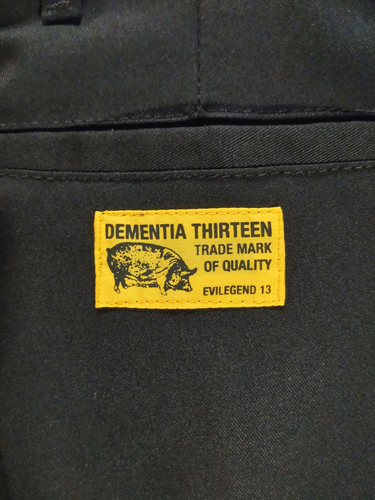 DEMENTIA THIRTEEN
TRADE MARK
OF QUALITY
EVILEGEND 13